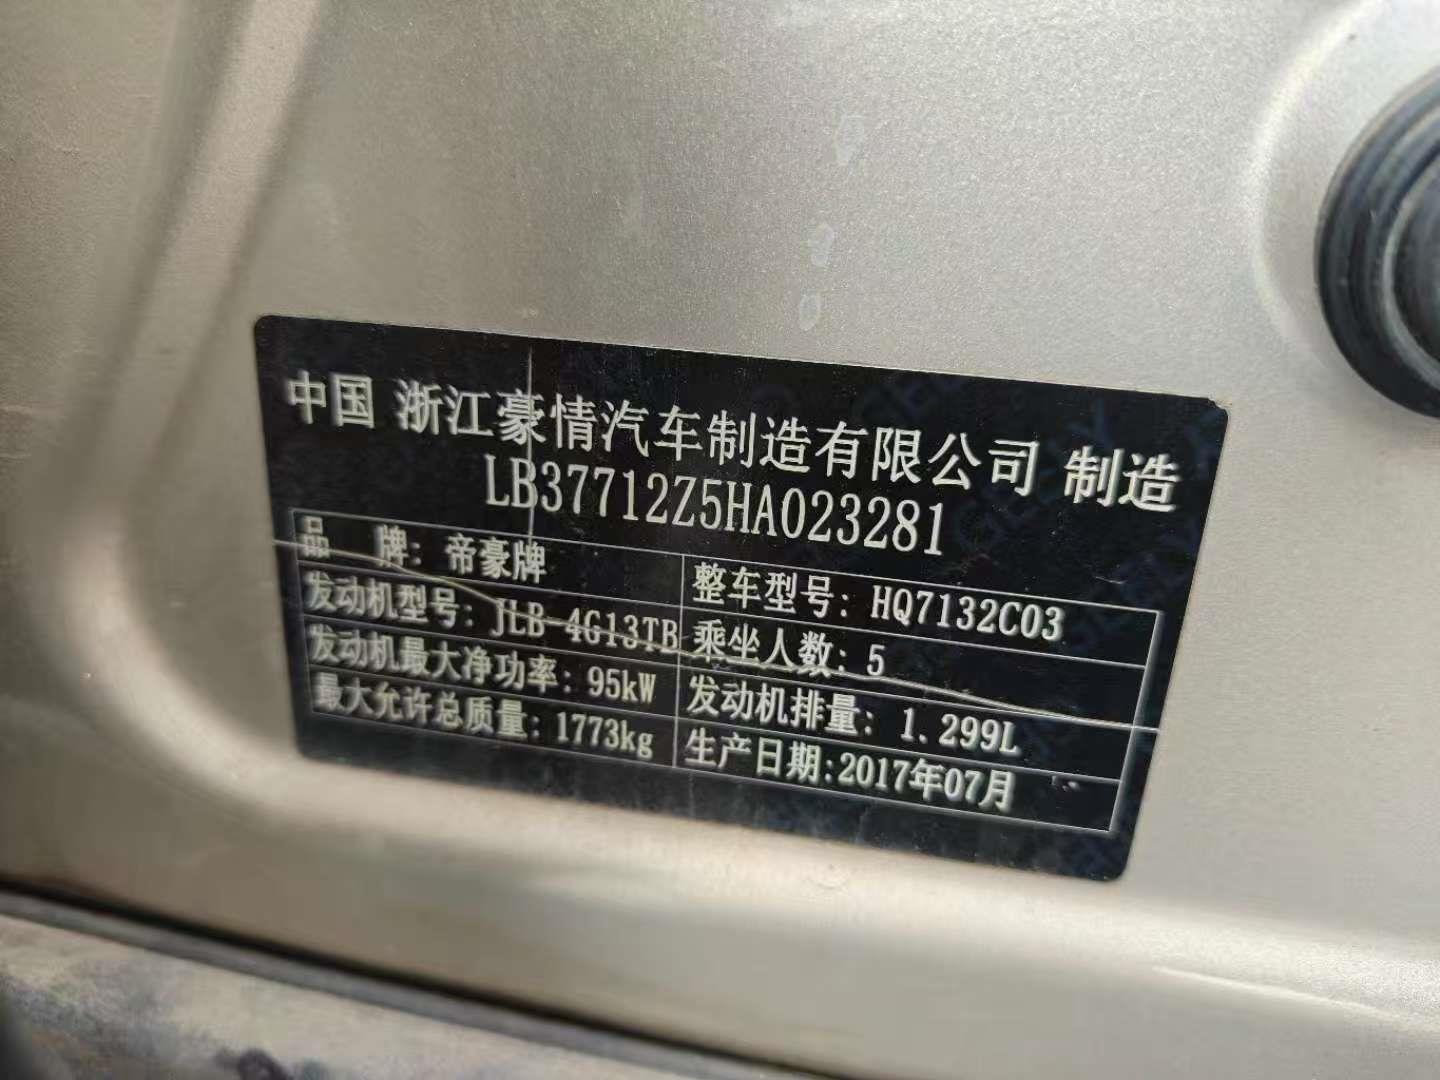 中国 浙江豪情汽车制造有限公司 制造
LB37712Z5HA023281
品 牌: 帝豪牌
整车型号: HQ7132C03
发动机型号: JLB-4G13TB
乘坐人数: 5
发动机最大净功率: 95kW
发动机排量: 1.299L
最大允许总质量: 1773kg
生产日期:2017年07月